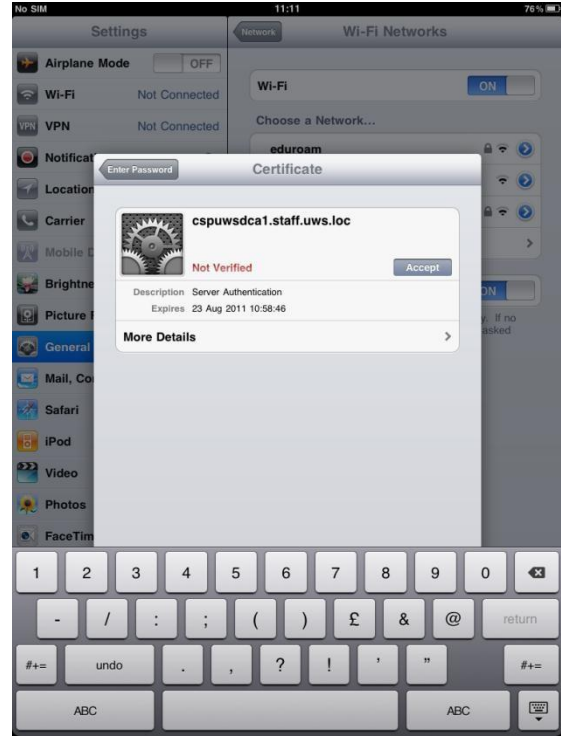 No SIM 11:11 76%
Settings Network Wi-Fi Networks
Airplane Mode OFF
Wi-Fi Not Connected
Wi-Fi ON
VPN VPN Not Connected
Choose a Network...
eduroam
Notificat
Location
Carrier
Mobile D
Brightne
ON
Picture F
y. If no
asked
General
Mail, Co
Safari
iPod
Video
Photos
FaceTim
Enter Password Certificate
cspuwsdca1.staff.uws.loc
Not Verified Accept
Description Server Authentication
Expires 23 Aug 2011 10:58:46
More Details
1 2 3 4 5 6 7 8 9 0
- / : ; ( ) £ & @ return
#+= undo . , ? ! ' " #+=
ABC ABC